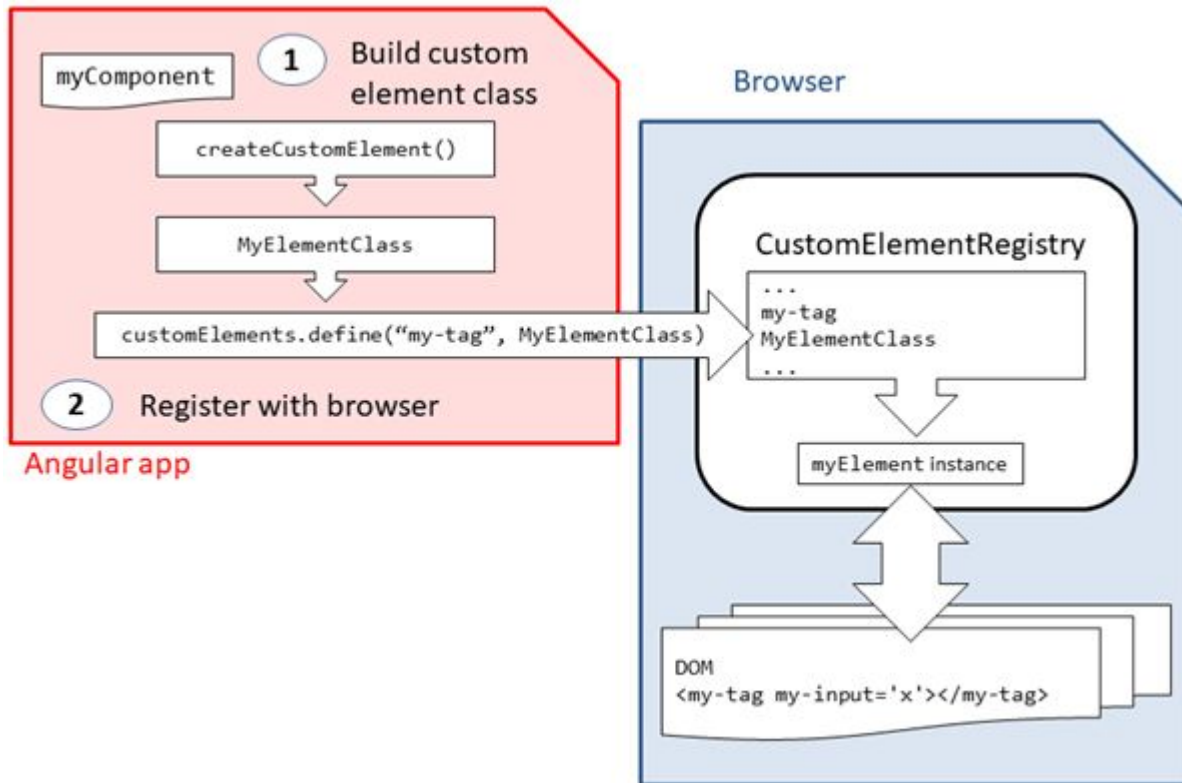 myComponent
1
Build custom
element class
createCustomElement()
MyElementClass
customElements.define(“my-tag”, MyElementClass)
2
Register with browser
Angular app
Browser
CustomElementRegistry
...
my-tag
MyElementClass
...
myElement instance
DOM
<my-tag my-input='x'></my-tag>